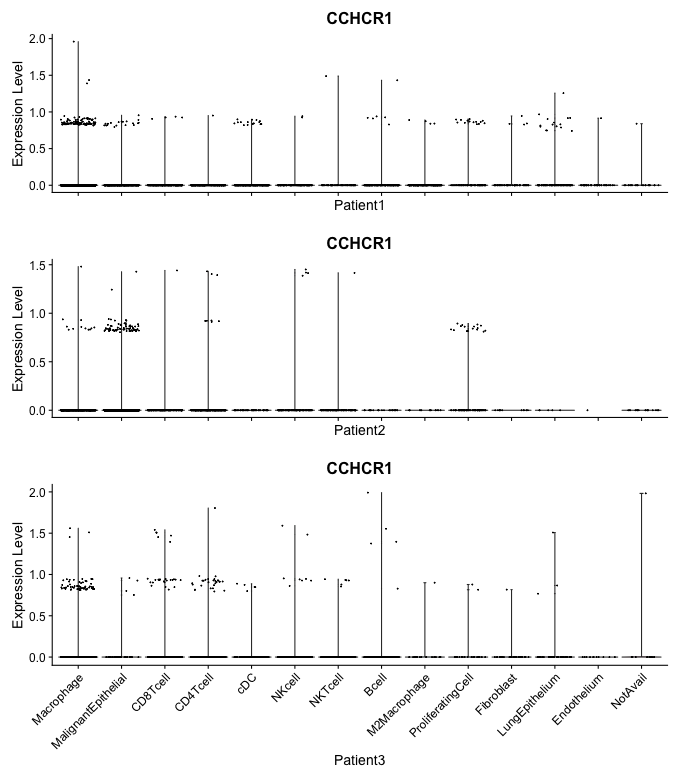 CCHCR1
2.0
1.5
1.0
0.5
0.0
Expression Level
Patient1
CCHCR1
1.5
1.0
0.5
0.0
Expression Level
Patient2
CCHCR1
2.0
1.5
1.0
0.5
0.0
Expression Level
Macrophage
MalignantEpithelial
CD8Tcell
CD4Tcell
cDC
NKcell
NKTcell
Bcell
M2Macrophage
ProliferatingCell
Fibroblast
LungEpithelium
Endothelium
NotAvail
Patient3